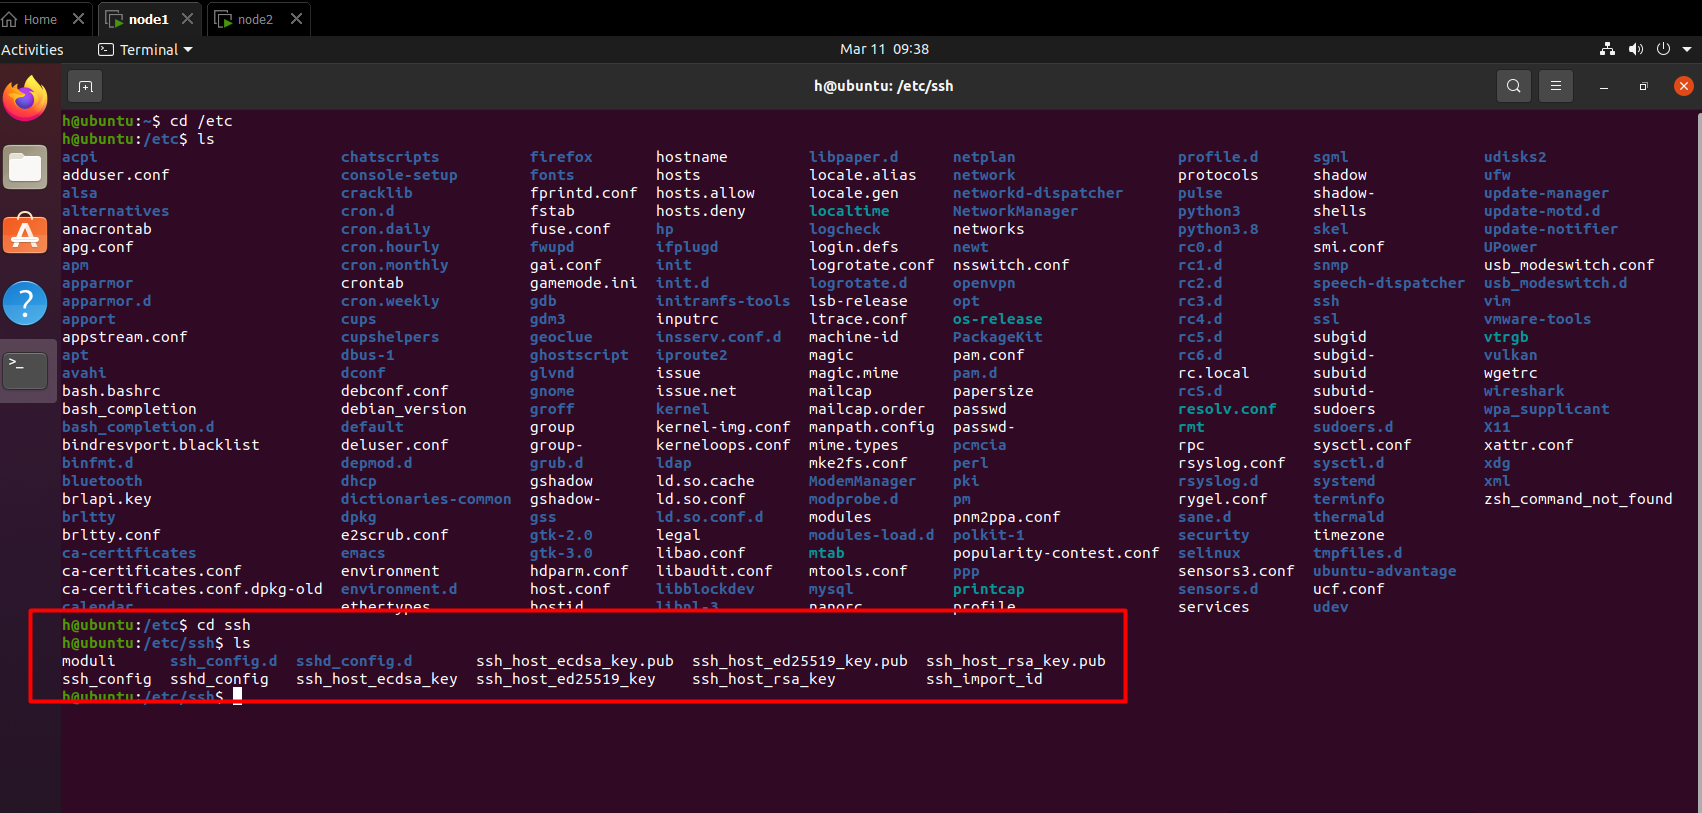 Home node1 node2
Activities Terminal Mar 11 09:38
h@ubuntu: /etc/ssh
h@ubuntu:~$ cd /etc
h@ubuntu:/etc$ ls
acpi chatscripts firefox hostname libpaper.d netplan profile.d sgml udisks2
adduser.conf console-setup fonts hosts locale.alias network protocols shadow ufw
alsa cracklib fprintd.conf hosts.allow locale.gen networkd-dispatcher pulse shadow- update-manager
alternatives cron.d fstab hosts.deny localtime NetworkManager python3 shells update-motd.d
anacrontab cron.daily fuse.conf hp logcheck networks python3.8 skel update-notifier
apg.conf cron.hourly fwupd ifplugd login.defs newt rc0.d smi.conf UPower
apm cron.monthly gai.conf init logrotate.conf nsswitch.conf rc1.d snmp usb_modeswitch.conf
apparmor crontab gamemode.ini init.d logrotate.d openvpn rc2.d speech-dispatcher usb_modeswitch.d
apparmor.d cron.weekly gdb initramfs-tools lsb-release opt rc3.d ssh vim
apport cups gdm3 inputrc ltrace.conf os-release rc4.d ssl vmware-tools
appstream.conf cupshelpers geoclue insserv.conf.d machine-id PackageKit rc5.d subgid vtrgb
apt dbus-1 ghostscript iproute2 magic pam.conf rc6.d subgid- vulkan
avahi dconf glvnd issue magic.mime pam.d rc.local subuid wgetrc
bash.bashrc debconf.conf gnome issue.net mailcap papersize rcS.d subuid- wireshark
bash_completion debian_version groff kernel mailcap.order passwd resolv.conf sudoers wpa_supplicant
bash_completion.d default group kernel-img.conf manpath.config passwd- rmt sudoers.d X11
bindresvport.blacklist deluser.conf group- kerneloops.conf mime.types pcmcia rpc sysctl.conf xattr.conf
binfmt.d depmod.d grub.d ldap mke2fs.conf perl rsyslog.conf sysctl.d xdg
bluetooth dhcp gshadow ld.so.cache ModemManager pki rsyslog.d systemd xml
brlapi.key dictionaries-common gshadow- ld.so.conf modprobe.d pm rygel.conf terminfo zsh_command_not_found
brltty dpkg gss ld.so.conf.d modules pnm2ppa.conf sane.d thermald
brltty.conf e2scrub.conf gtk-2.0 legal modules-load.d polkit-1 security timezone
ca-certificates emacs gtk-3.0 libao.conf mtab popularity-contest.conf selinux tmpfiles.d
ca-certificates.conf environment hdparm.conf libaudit.conf mtools.conf ppp sensors3.conf ubuntu-advantage
ca-certificates.conf.dpkg-old environment.d host.conf libblockdev mysql printcap sensors.d ucf.conf
calendar ethertypes hostid libnl-3 nanorc profile services udev
h@ubuntu:/etc$ cd ssh
h@ubuntu:/etc/ssh$ ls
moduli ssh_config.d sshd_config.d ssh_host_ecdsa_key.pub ssh_host_ed25519_key.pub ssh_host_rsa_key.pub
ssh_config sshd_config ssh_host_ecdsa_key ssh_host_ed25519_key ssh_host_rsa_key ssh_import_id
h@ubuntu:/etc/ssh$